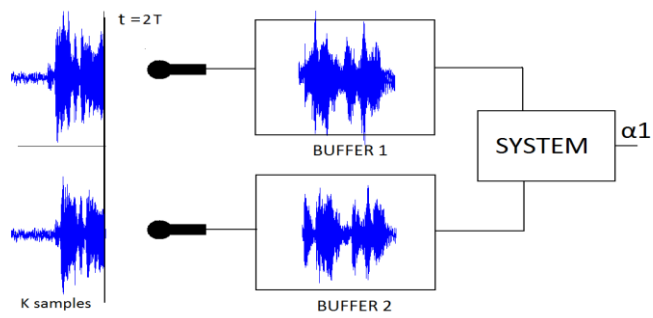 t = 2T
BUFFER 1
SYSTEM
α1
BUFFER 2
K samples